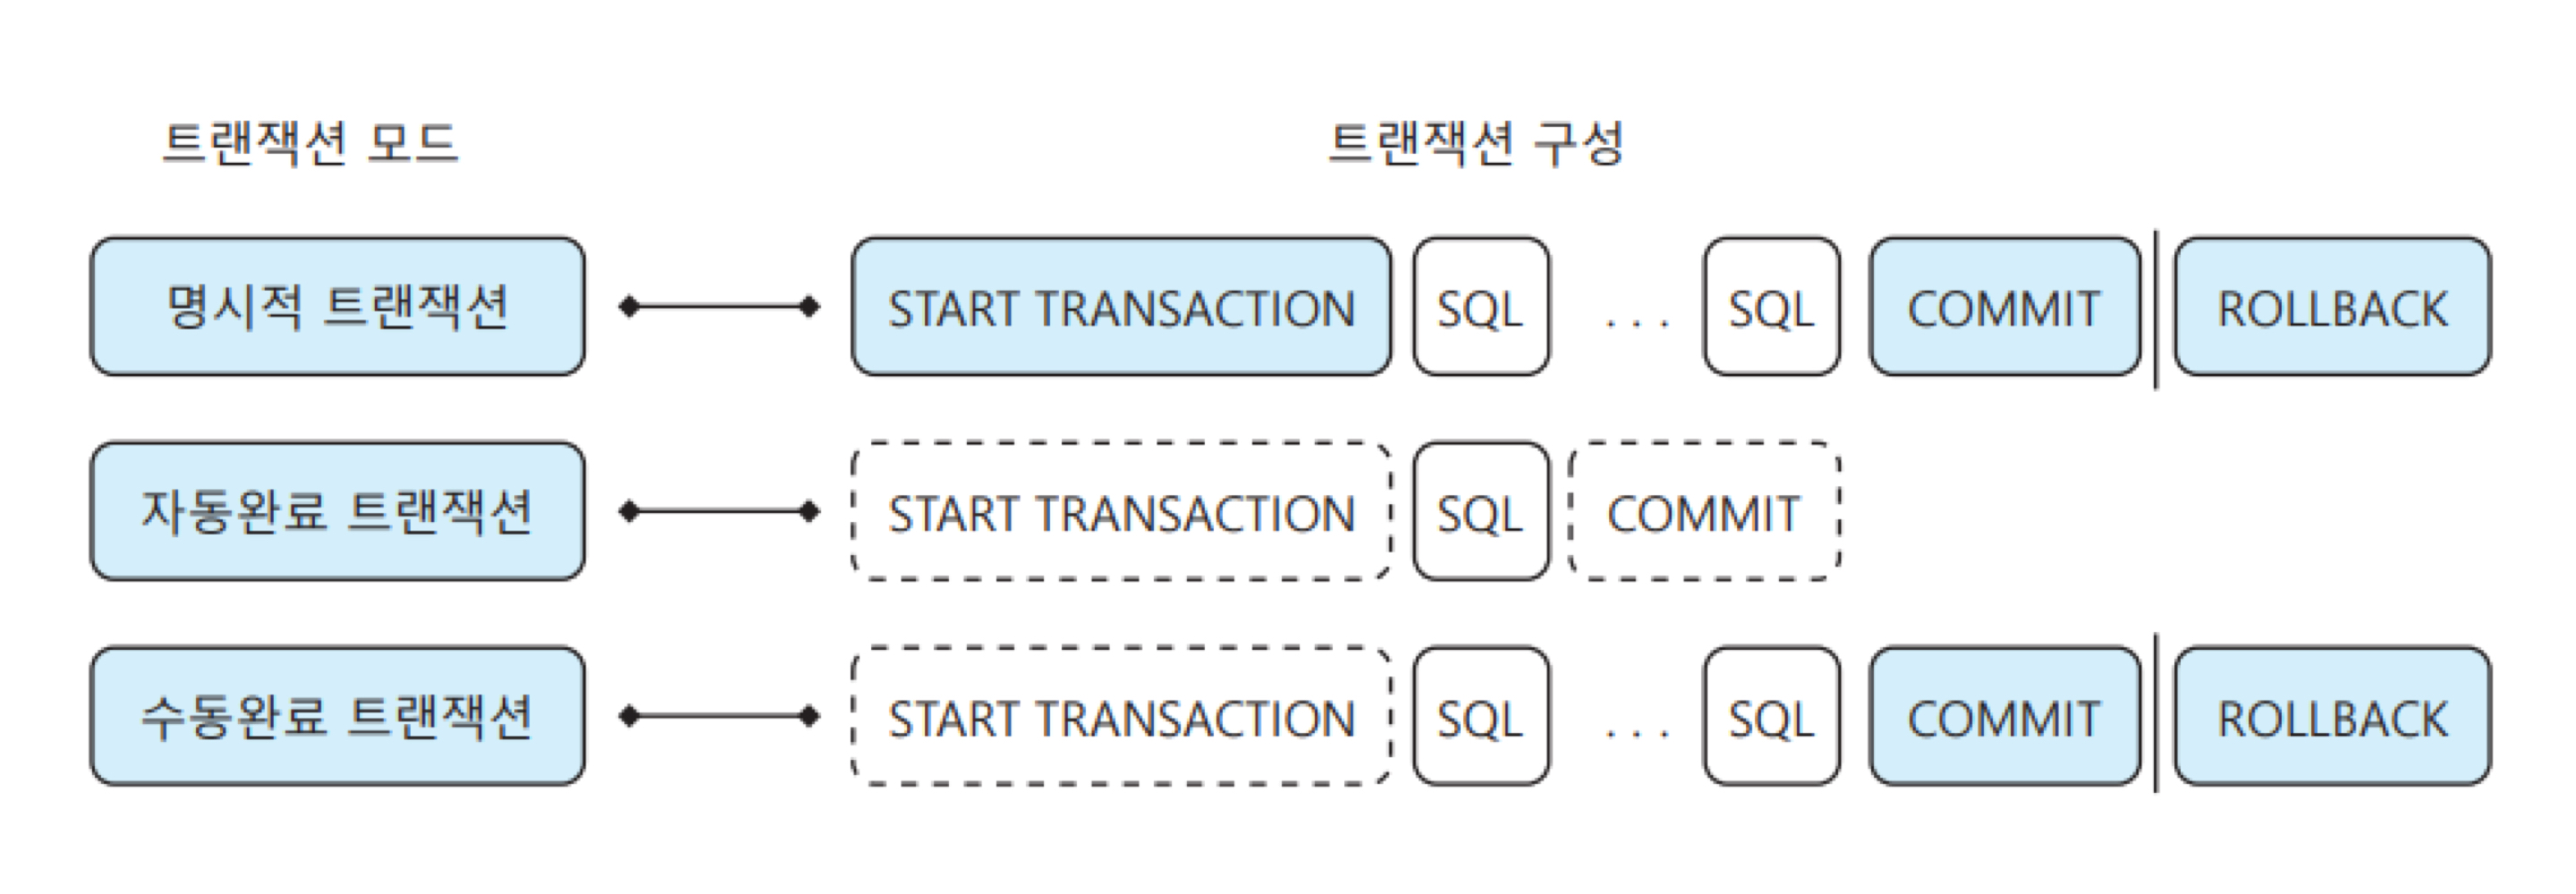 트랜잭션 모드 트랜잭션 구성
명시적 트랜잭션 START TRANSACTION SQL ... SQL COMMIT ROLLBACK
자동완료 트랜잭션 START TRANSACTION SQL COMMIT
수동완료 트랜잭션 START TRANSACTION SQL ... SQL COMMIT ROLLBACK